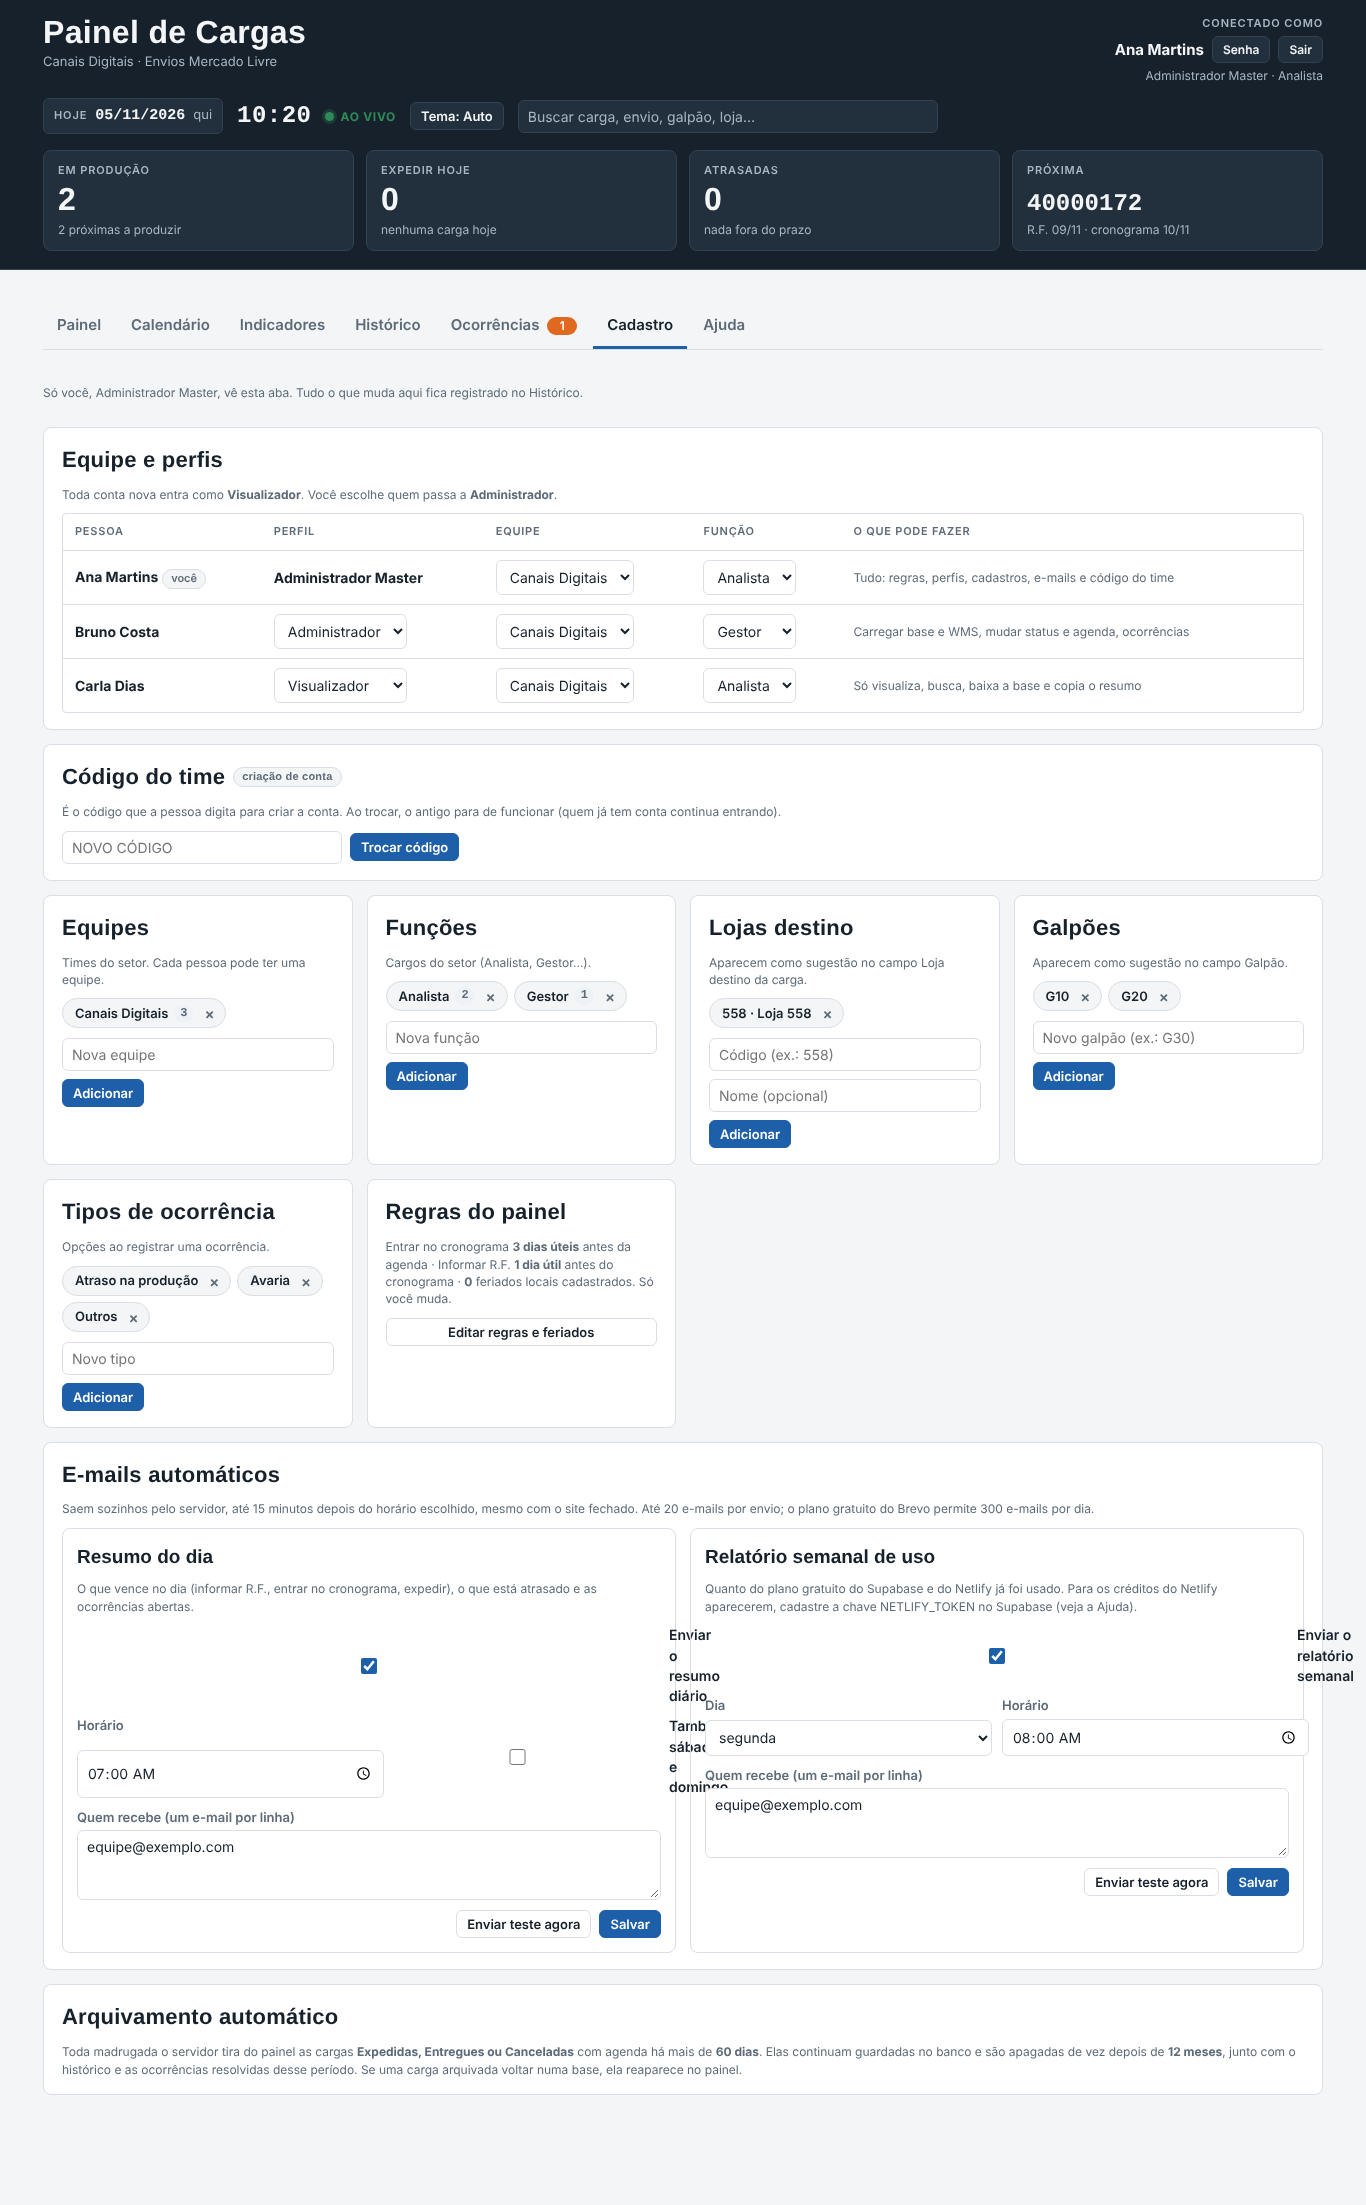 Painel de Cargas
Canais Digitais · Envios Mercado Livre
CONECTADO COMO
Ana Martins Senha Sair
Administrador Master · Analista
HOJE 05/11/2026 qui 10:20 AO VIVO Tema: Auto Buscar carga, envio, galpão, loja...
EM PRODUÇÃO
2
2 próximas a produzir
EXPEDIR HOJE
0
nenhuma carga hoje
ATRASADAS
0
nada fora do prazo
PRÓXIMA
40000172
R.F. 09/11 · cronograma 10/11
Painel Calendário Indicadores Histórico Ocorrências 1 Cadastro Ajuda
Só você, Administrador Master, vê esta aba. Tudo o que muda aqui fica registrado no Histórico.
Equipe e perfis
Toda conta nova entra como Visualizador. Você escolhe quem passa a Administrador.
PESSOA PERFIL EQUIPE FUNÇÃO O QUE PODE FAZER
Ana Martins você Administrador Master Canais Digitais Analista Tudo: regras, perfis, cadastros, e-mails e código do time
Bruno Costa Administrador Canais Digitais Gestor Carregar base e WMS, mudar status e agenda, ocorrências
Carla Dias Visualizador Canais Digitais Analista Só visualiza, busca, baixa a base e copia o resumo
Código do time criação de conta
É o código que a pessoa digita para criar a conta. Ao trocar, o antigo para de funcionar (quem já tem conta continua entrando).
NOVO CÓDIGO Trocar código
Equipes
Times do setor. Cada pessoa pode ter uma
equipe.
Canais Digitais 3 ×
Nova equipe
Adicionar
Funções
Cargos do setor (Analista, Gestor...).
Analista 2 × Gestor 1 ×
Nova função
Adicionar
Lojas destino
Aparecem como sugestão no campo Loja
destino da carga.
558 · Loja 558 ×
Código (ex.: 558)
Nome (opcional)
Adicionar
Galpões
Aparecem como sugestão no campo Galpão.
G10 × G20 ×
Novo galpão (ex.: G30)
Adicionar
Tipos de ocorrência
Opções ao registrar uma ocorrência.
Atraso na produção × Avaria ×
Outros ×
Novo tipo
Adicionar
Regras do painel
Entrar no cronograma 3 dias úteis antes da
agenda · Informar R.F. 1 dia útil antes do
cronograma · 0 feriados locais cadastrados. Só
você muda.
Editar regras e feriados
E-mails automáticos
Saem sozinhos pelo servidor, até 15 minutos depois do horário escolhido, mesmo com o site fechado. Até 20 e-mails por envio; o plano gratuito do Brevo permite 300 e-mails por dia.
Resumo do dia
O que vence no dia (informar R.F., entrar no cronograma, expedir), o que está atrasado e as
ocorrências abertas.
Enviar
o
resumo
diário
Horário
07:00 AM
També
sábad
e
domingo
Quem recebe (um e-mail por linha)
equipe@exemplo.com
Enviar teste agora Salvar
Relatório semanal de uso
Quanto do plano gratuito do Supabase e do Netlify já foi usado. Para os créditos do Netlify
aparecerem, cadastre a chave NETLIFY_TOKEN no Supabase (veja a Ajuda).
Enviar o
relatório
semanal
Dia Horário
segunda 08:00 AM
Quem recebe (um e-mail por linha)
equipe@exemplo.com
Enviar teste agora Salvar
Arquivamento automático
Toda madrugada o servidor tira do painel as cargas Expedidas, Entregues ou Canceladas com agenda há mais de 60 dias. Elas continuam guardadas no banco e são apagadas de vez depois de 12 meses, junto com o
histórico e as ocorrências resolvidas desse período. Se uma carga arquivada voltar numa base, ela reaparece no painel.